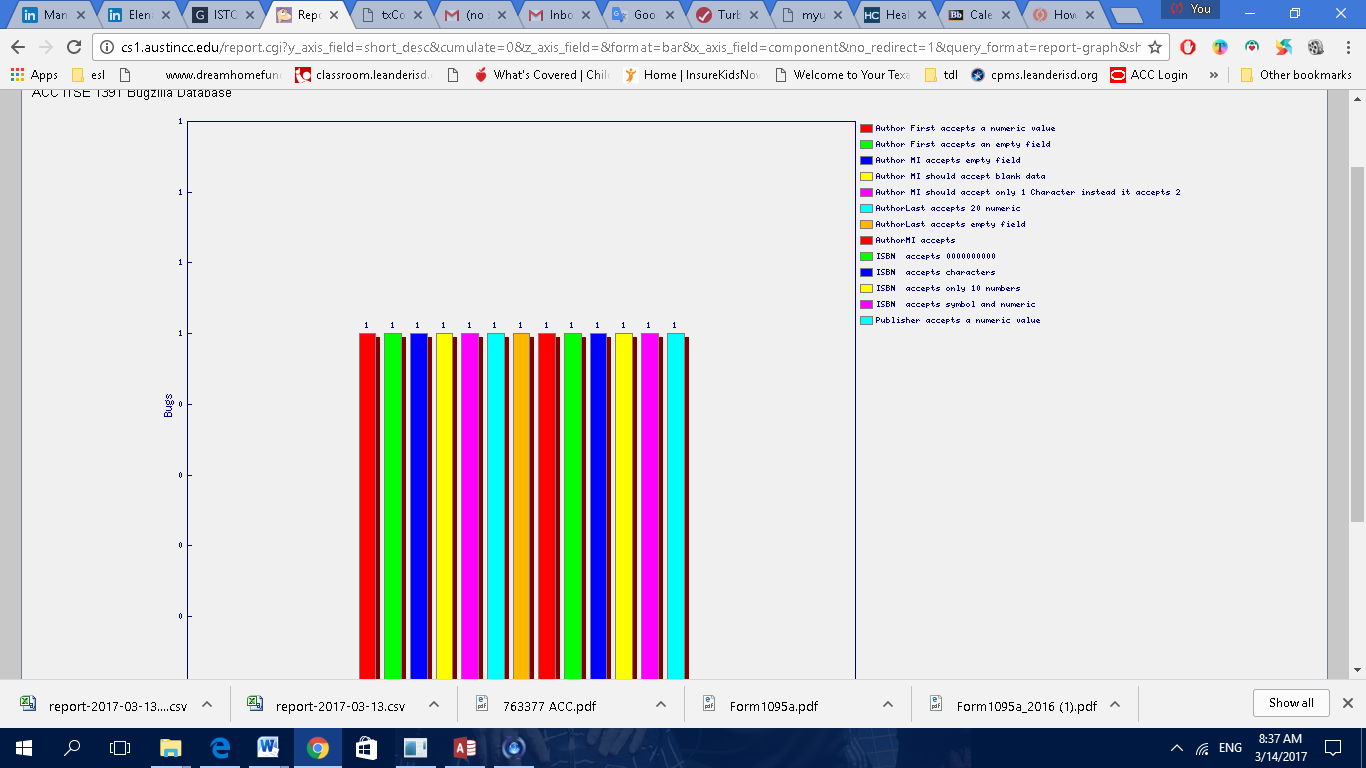 Man
Elen
ISTC
Repo
txCo
(no
Inbo
Goo
Turb
myu
Heal
Cale
Hov
You
cs1.austincc.edu/report.cgi?y_axis_field=short_desc&cumulate=0&z_axis_field=&format=bar&x_axis_field=component&no_redirect=1&query_format=report-graph&sh
Apps
esl
www.dreamhomefun
classroom.leanderisd.
What's Covered | Chil
Home | InsureKidsNov
Welcome to Your Texa
tdl
cpms.leanderisd.org
ACC Login
»
Other bookmarks
ACC ITSE 1391 Bugzilla Database
1
1
1
1
0
0
0
0
Bugs
1 1 1 1 1 1 1 1 1 1 1 1 1
Author First accepts a numeric value
Author First accepts an empty field
Author MI accepts empty field
Author MI should accept blank data
Author MI should accept only 1 Character instead it accepts 2
AuthorLast accepts 20 numeric
AuthorLast accepts empty field
AuthorMI accepts
ISBN accepts 0000000000
ISBN accepts characters
ISBN accepts only 10 numbers
ISBN accepts symbol and numeric
Publisher accepts a numeric value
report-2017-03-13....csv
report-2017-03-13.csv
763377 ACC.pdf
Form1095a.pdf
Form1095a_2016 (1).pdf
Show all
ENG
8:37 AM
3/14/2017